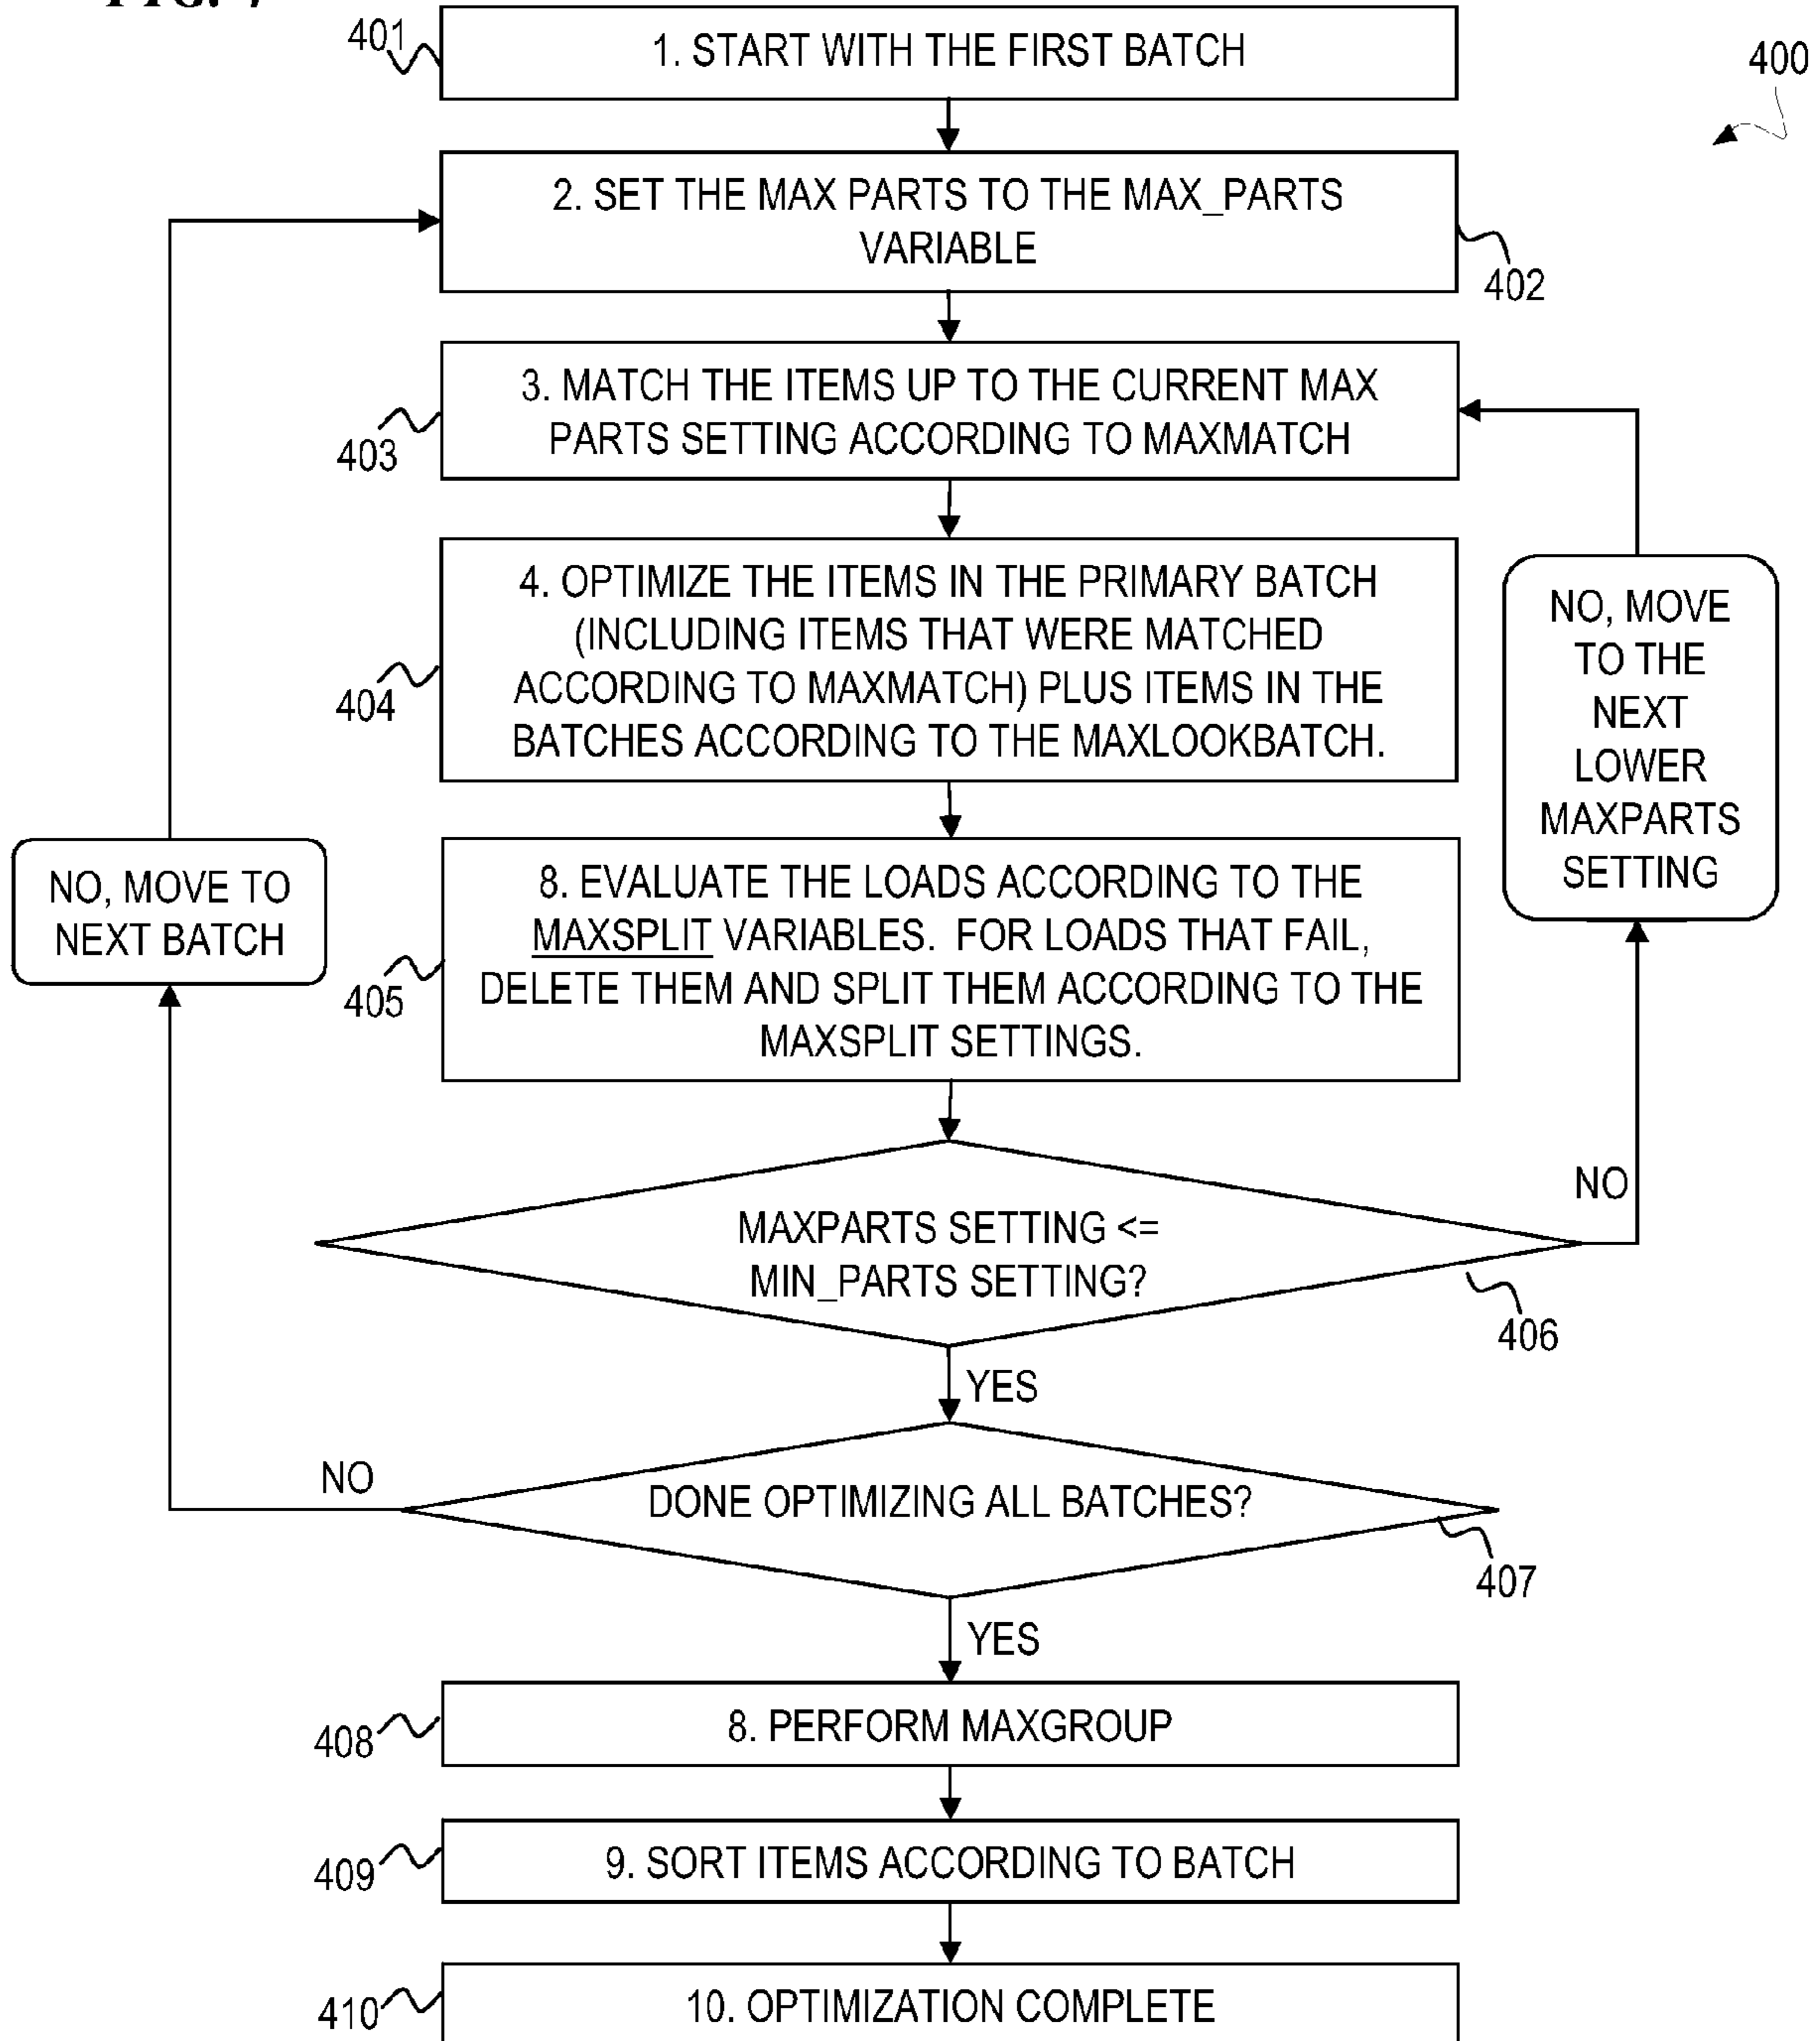 FIG. 4
401
1. START WITH THE FIRST BATCH
400
2. SET THE MAX PARTS TO THE MAX_PARTS
VARIABLE
402
3. MATCH THE ITEMS UP TO THE CURRENT MAX
PARTS SETTING ACCORDING TO MAXMATCH
403
4. OPTIMIZE THE ITEMS IN THE PRIMARY BATCH
(INCLUDING ITEMS THAT WERE MATCHED
ACCORDING TO MAXMATCH) PLUS ITEMS IN THE
BATCHES ACCORDING TO THE MAXLOOKBATCH.
404
NO, MOVE
TO THE
NEXT
LOWER
MAXPARTS
SETTING
NO, MOVE TO
NEXT BATCH
8. EVALUATE THE LOADS ACCORDING TO THE
MAXSPLIT VARIABLES. FOR LOADS THAT FAIL,
DELETE THEM AND SPLIT THEM ACCORDING TO THE
MAXSPLIT SETTINGS.
405
NO
MAXPARTS SETTING <=
MIN_PARTS SETTING?
406
YES
NO
DONE OPTIMIZING ALL BATCHES?
407
YES
8. PERFORM MAXGROUP
408
9. SORT ITEMS ACCORDING TO BATCH
409
10. OPTIMIZATION COMPLETE
410